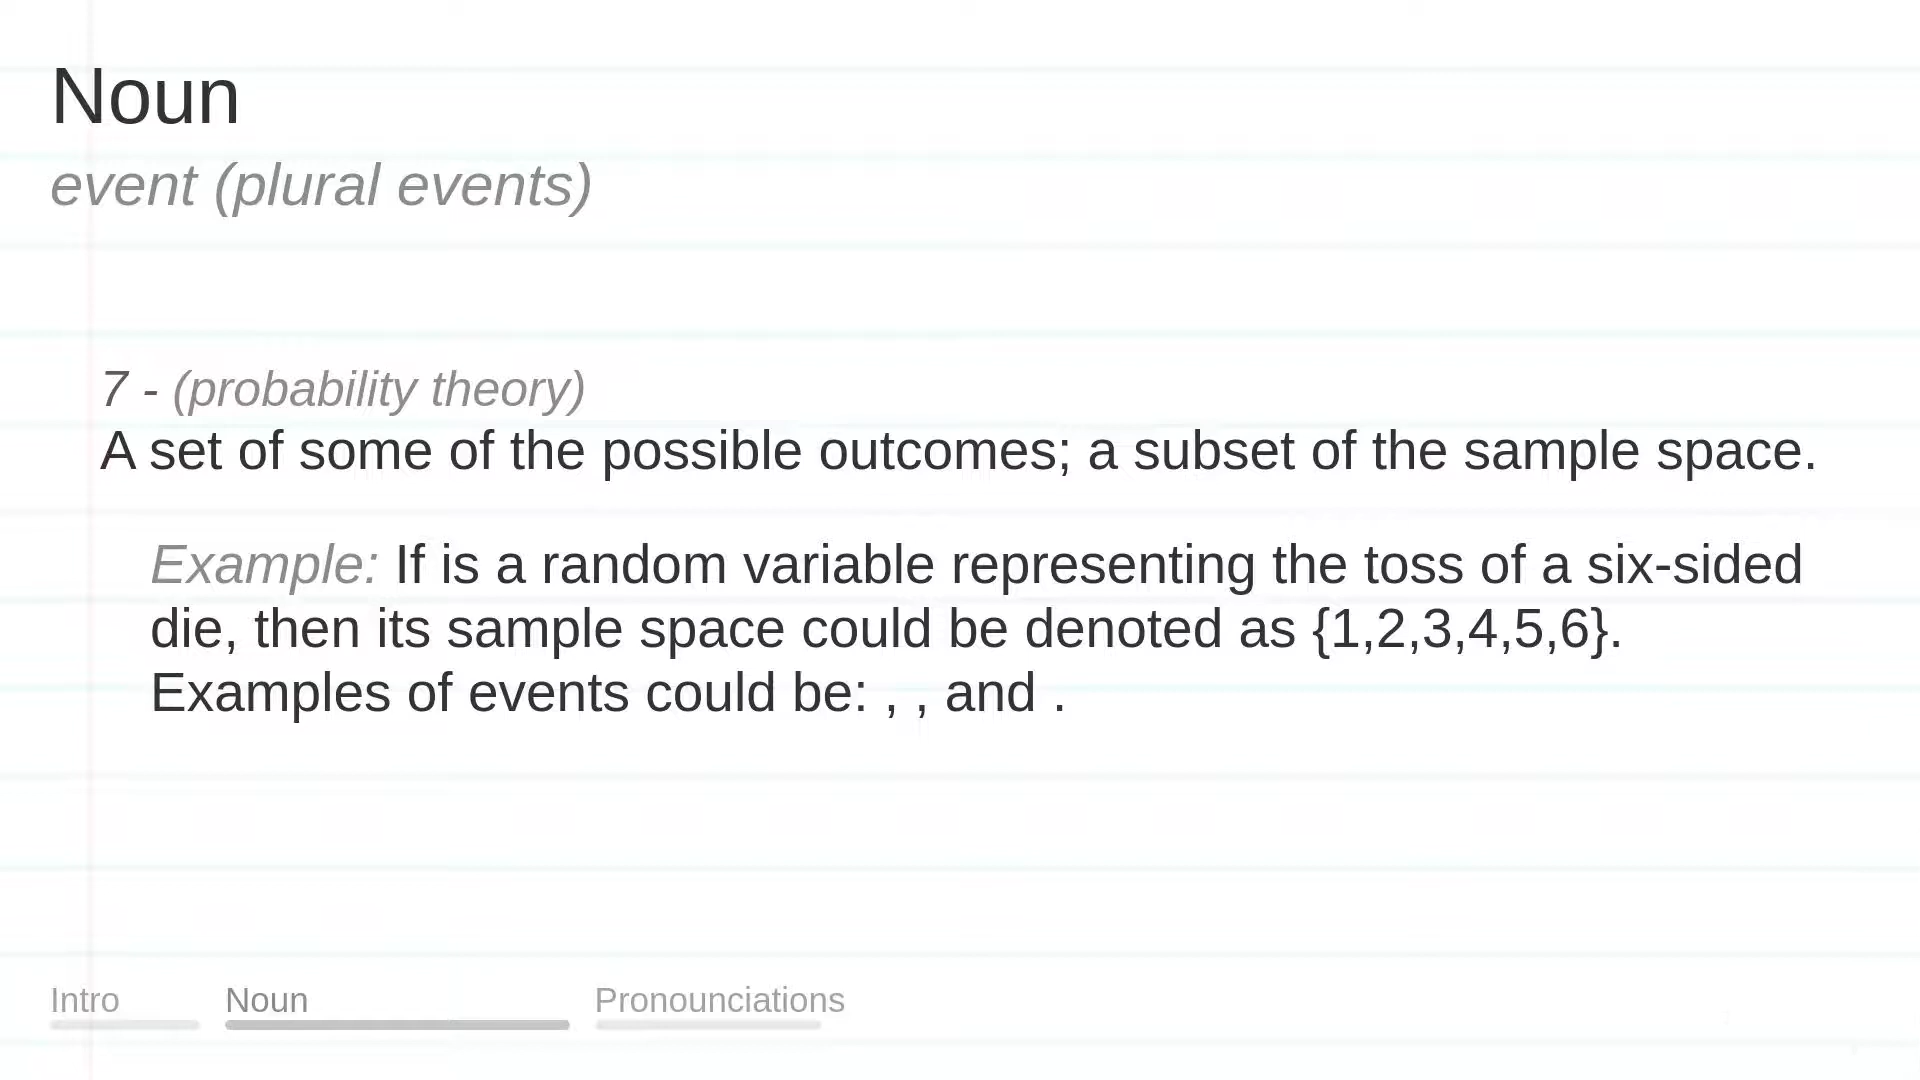 Noun
event (plural events)
7 - (probability theory)
A set of some of the possible outcomes; a subset of the sample space.
Example: If is a random variable representing the toss of a six-sided
die, then its sample space could be denoted as {1,2,3,4,5,6}.
Examples of events could be: , , and .
Intro Noun Pronounciations